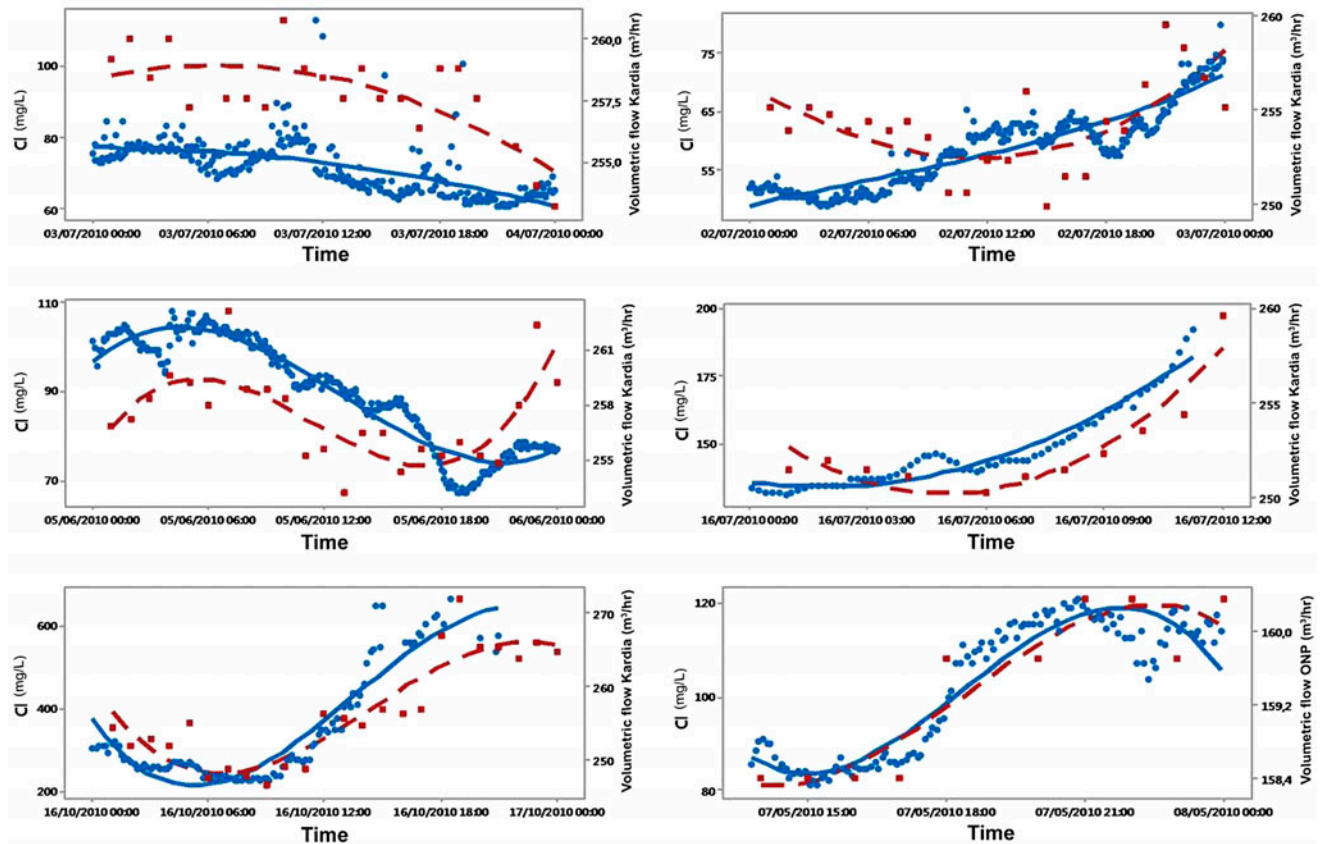 Cl (mg/L)
100
80
60
260,0
257,5
255,0
Volumetric flow Kardia (m³/hr)
03/07/2010 00:00 03/07/2010 06:00 03/07/2010 12:00 03/07/2010 18:00 04/07/2010 00:00
Time
Cl (mg/L)
75
65
55
260
255
250
Volumetric flow Kardia (m³/hr)
02/07/2010 00:00 02/07/2010 06:00 02/07/2010 12:00 02/07/2010 18:00 03/07/2010 00:00
Time
Cl (mg/L)
110
90
70
261
258
255
Volumetric flow Kardia (m³/hr)
05/06/2010 00:00 05/06/2010 06:00 05/06/2010 12:00 05/06/2010 18:00 06/06/2010 00:00
Time
Cl (mg/L)
200
175
150
260
255
250
Volumetric flow Kardia (m³/hr)
16/07/2010 00:00 16/07/2010 03:00 16/07/2010 06:00 16/07/2010 09:00 16/07/2010 12:00
Time
Cl (mg/L)
600
400
200
270
260
248
Volumetric flow Kardia (m³/hr)
16/10/2010 00:00 16/10/2010 06:00 16/10/2010 12:00 16/10/2010 18:00 17/10/2010 00:00
Time
Cl (mg/L)
120
100
80
160,0
159,2
158,4
Volumetric flow ONP (m³/hr)
07/05/2010 15:00 07/05/2010 18:00 07/05/2010 21:00 08/05/2010 00:00
Time